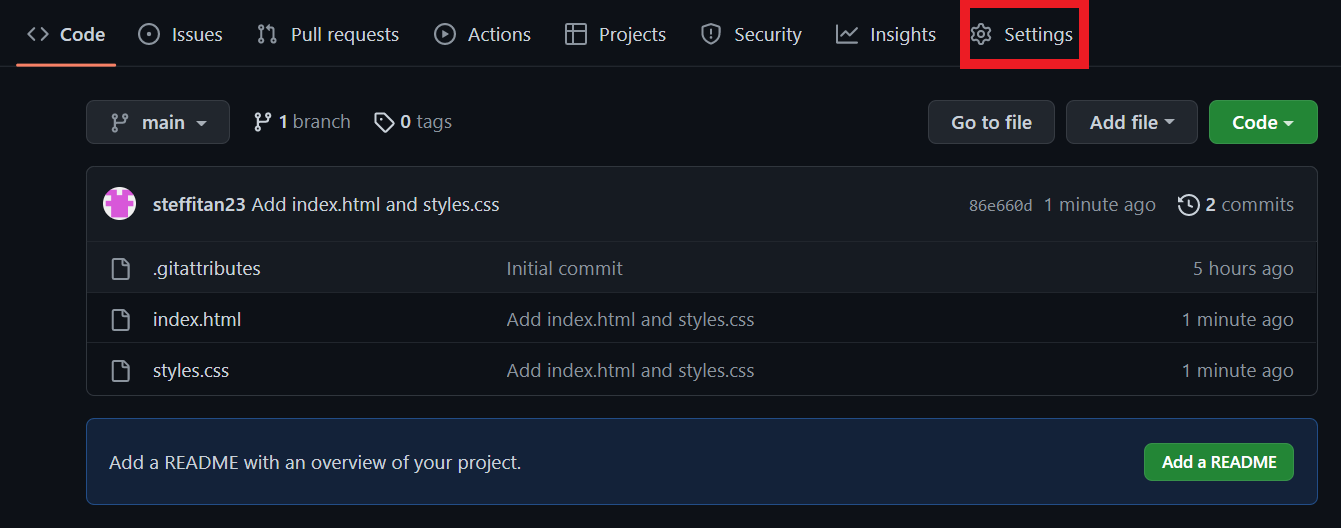 Code Issues Pull requests Actions Projects Security Insights Settings
main 1 branch 0 tags Go to file Add file Code
steffitan23 Add index.html and styles.css 86e660d 1 minute ago 2 commits
.gitattributes Initial commit 5 hours ago
index.html Add index.html and styles.css 1 minute ago
styles.css Add index.html and styles.css 1 minute ago
Add a README with an overview of your project. Add a README